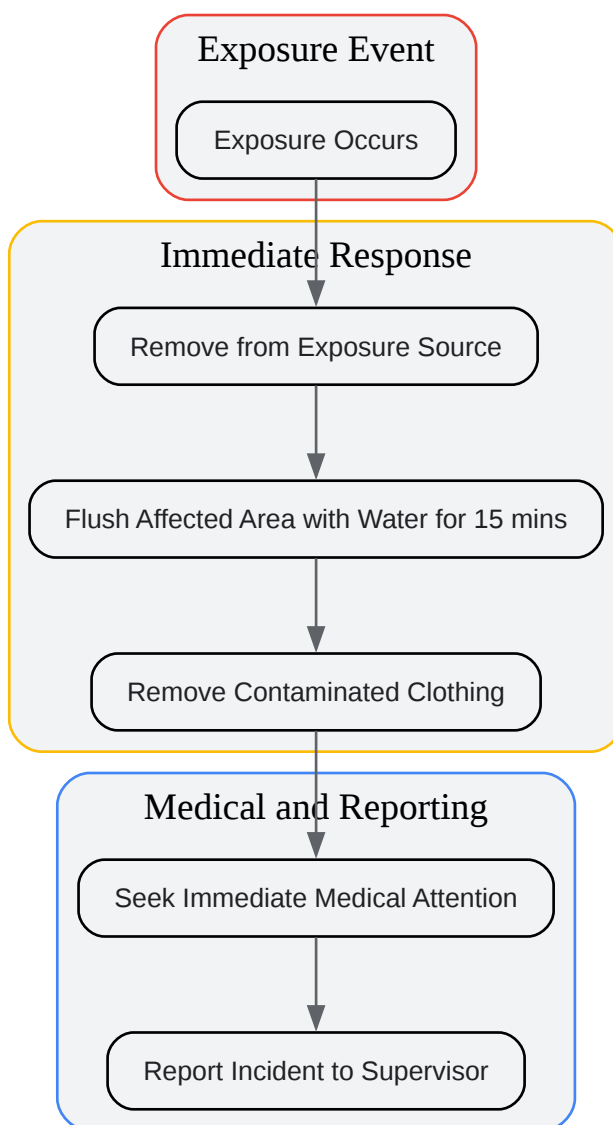 Exposure Event
Exposure Occurs
Immediate Response
Remove from Exposure Source
Flush Affected Area with Water for 15 mins
Remove Contaminated Clothing
Medical and Reporting
Seek Immediate Medical Attention
Report Incident to Supervisor